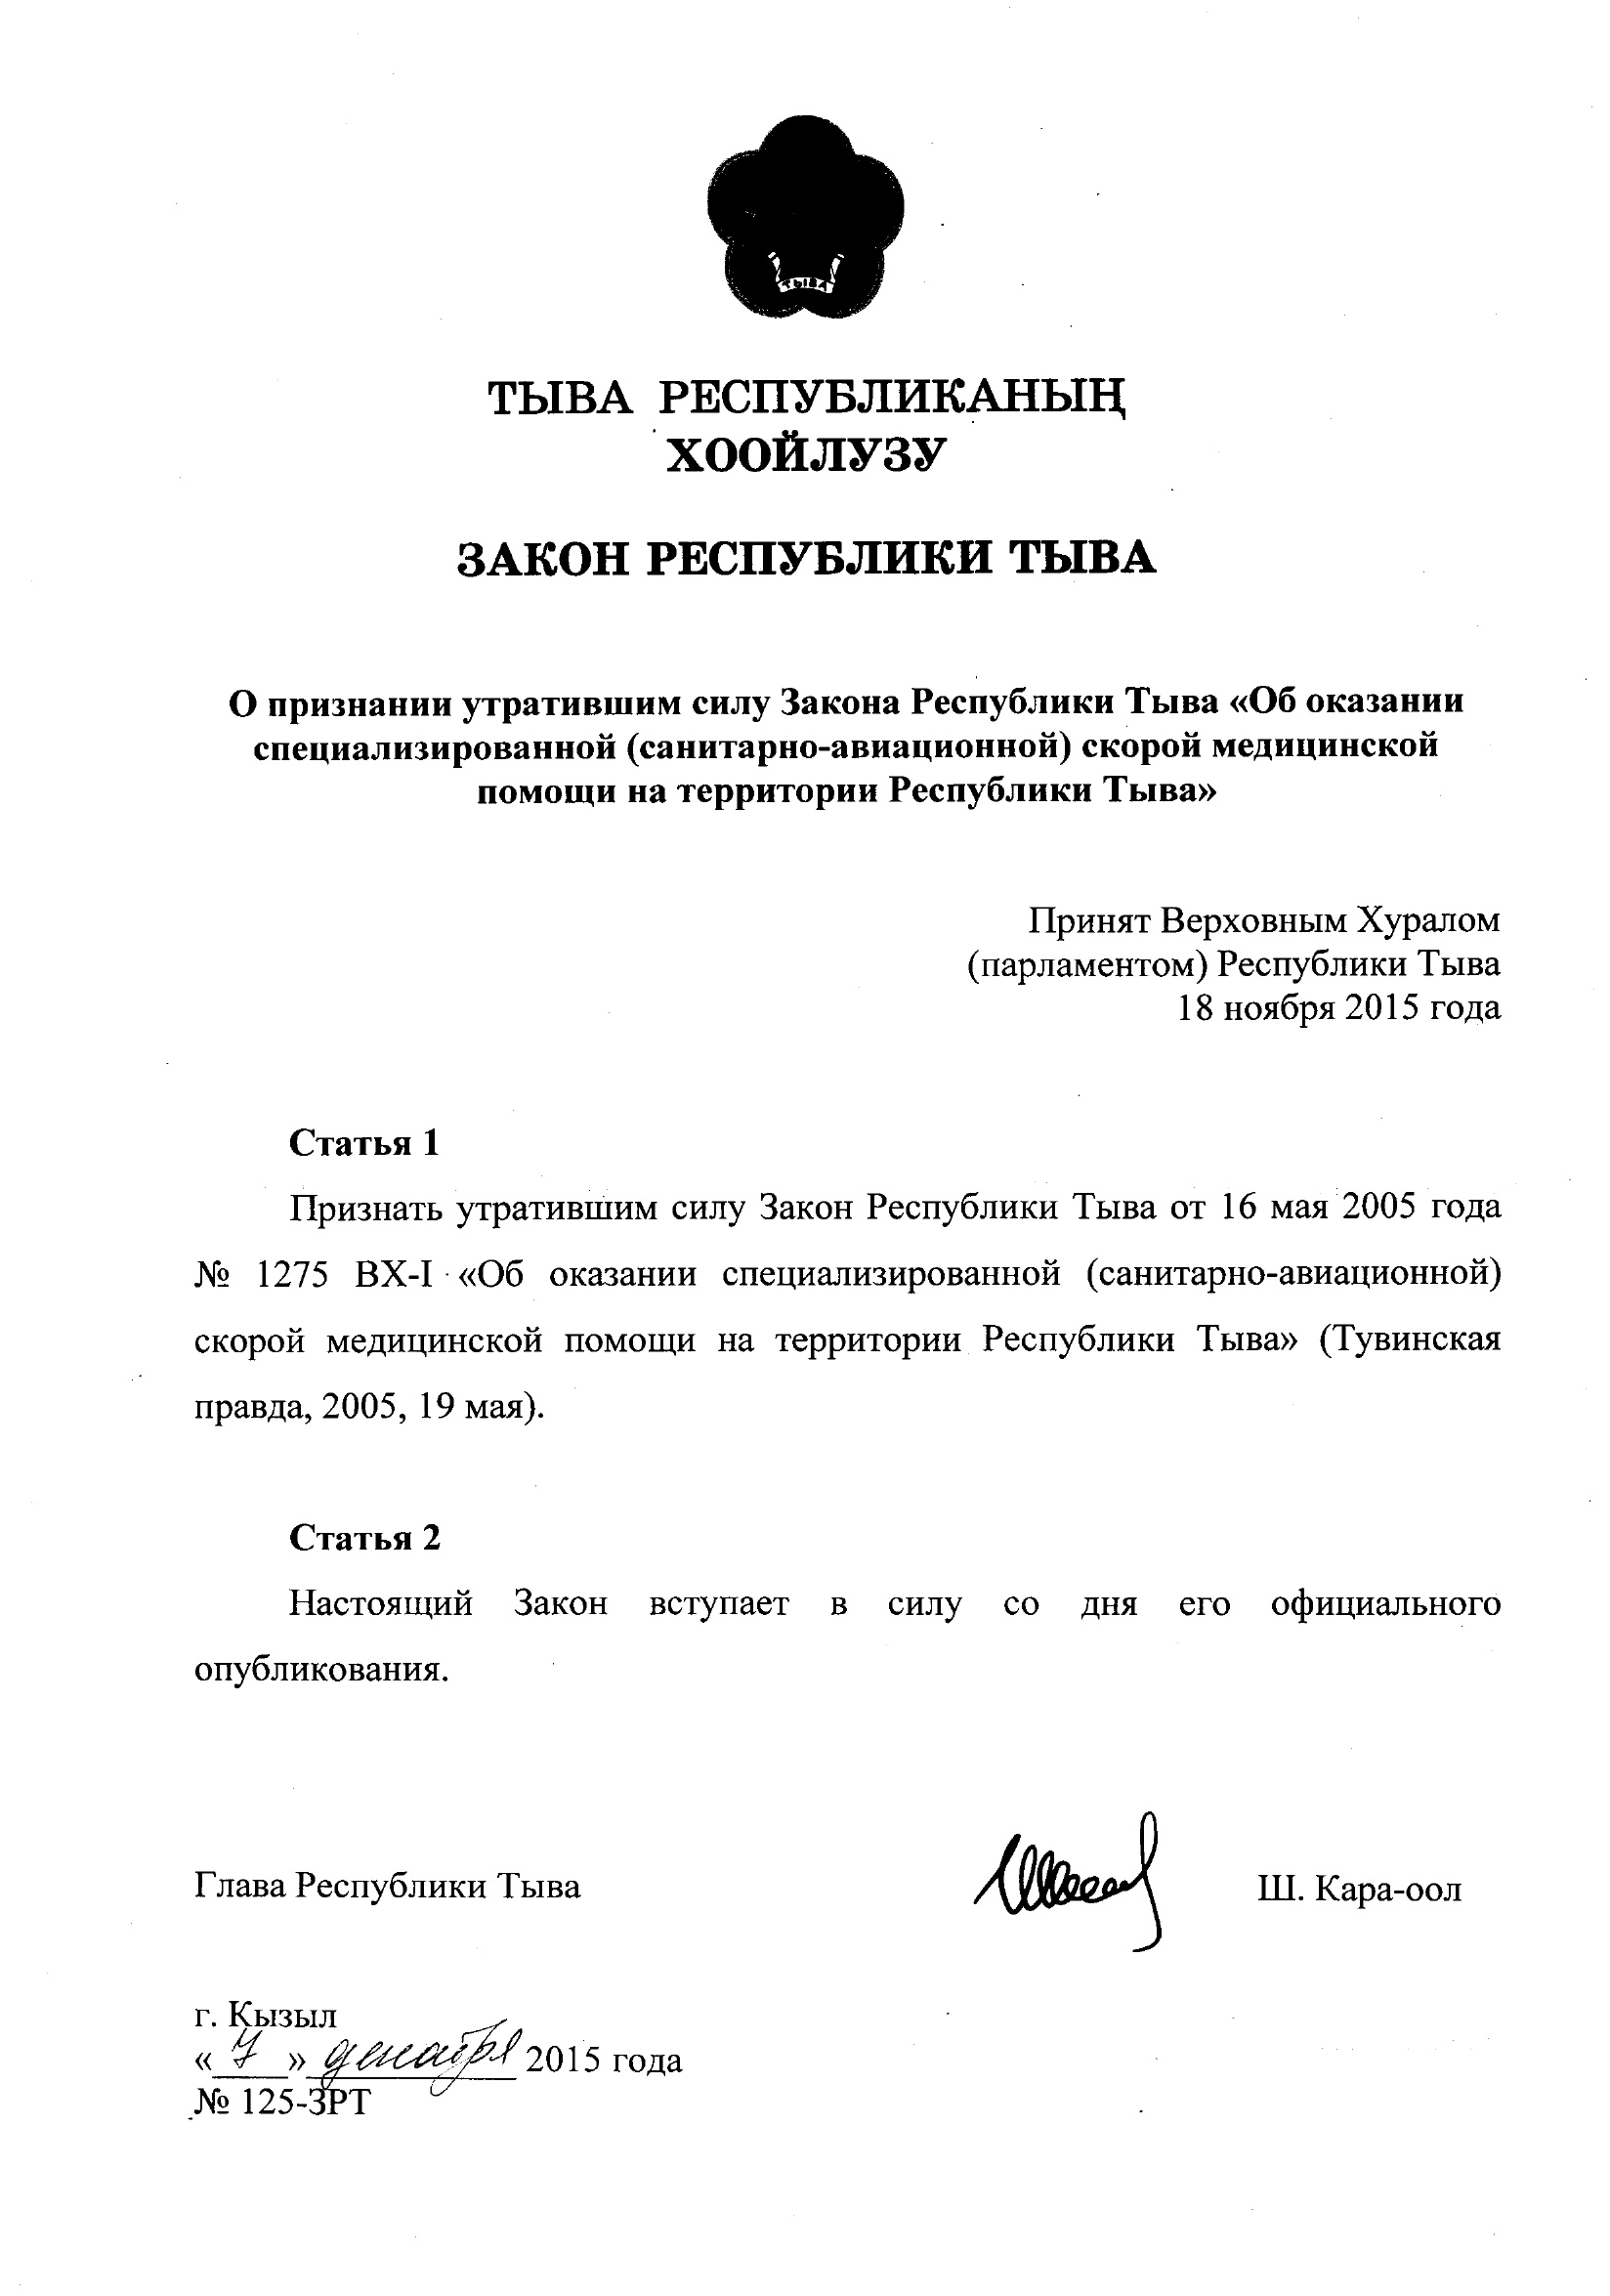 ТЫВА
ТЫВА РЕСПУБЛИКАНЫҢ
ХООЙЛУЗУ
ЗАКОН РЕСПУБЛИКИ ТЫВА
О признании утратившим силу Закона Республики Тыва «Об оказании
специализированной (санитарно-авиационной) скорой медицинской
помощи на территории Республики Тыва»
Принят Верховным Хуралом
(парламентом) Республики Тыва
18 ноября 2015 года
Статья 1
Признать утратившим силу Закон Республики Тыва от 16 мая 2005 года
№ 1275 ВХ-I «Об оказании специализированной (санитарно-авиационной)
скорой медицинской помощи на территории Республики Тыва» (Тувинская
правда, 2005, 19 мая).
Статья 2
Настоящий Закон вступает в силу со дня его официального
опубликования.
Глава Республики Тыва Ш. Кара-оол
г. Кызыл
«7» декабря 2015 года
№ 125-ЗРТ